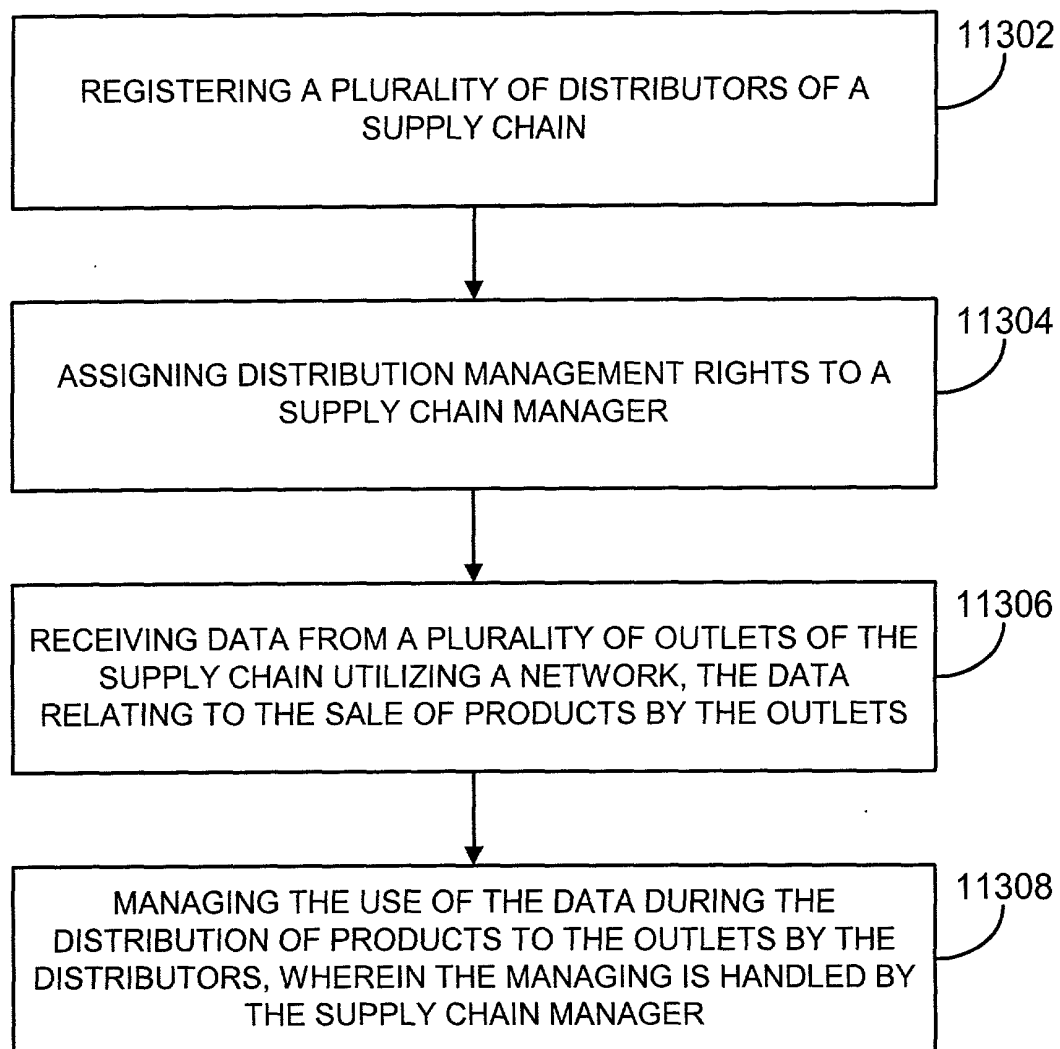 11302
REGISTERING A PLURALITY OF DISTRIBUTORS OF A
SUPPLY CHAIN
11304
ASSIGNING DISTRIBUTION MANAGEMENT RIGHTS TO A
SUPPLY CHAIN MANAGER
11306
RECEIVING DATA FROM A PLURALITY OF OUTLETS OF THE
SUPPLY CHAIN UTILIZING A NETWORK, THE DATA
RELATING TO THE SALE OF PRODUCTS BY THE OUTLETS
11308
MANAGING THE USE OF THE DATA DURING THE
DISTRIBUTION OF PRODUCTS TO THE OUTLETS BY THE
DISTRIBUTORS, WHEREIN THE MANAGING IS HANDLED BY
THE SUPPLY CHAIN MANAGER